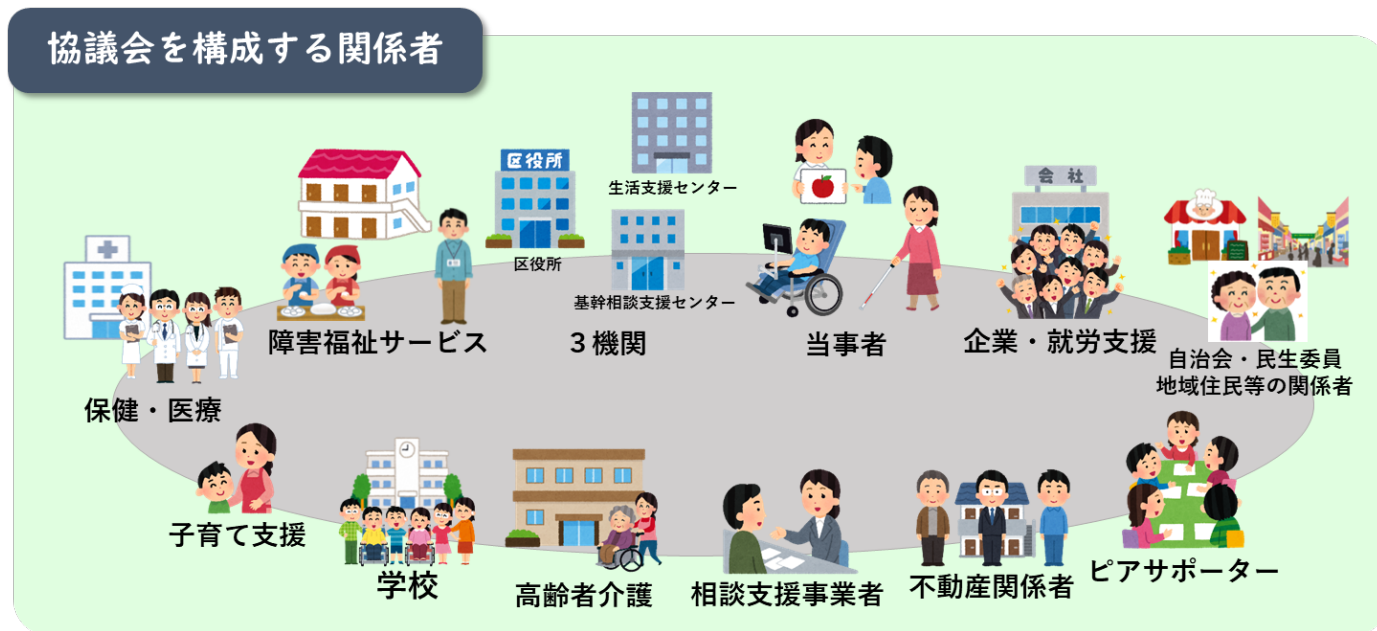 協議会を構成する関係者
区役所
生活支援センター
会社
区役所
基幹相談支援センター
障害福祉サービス
３機関
当事者
企業・就労支援
自治会・民生委員
地域住民等の関係者
保健・医療
子育て支援
学校
高齢者介護
相談支援事業者
不動産関係者
ピアサポーター